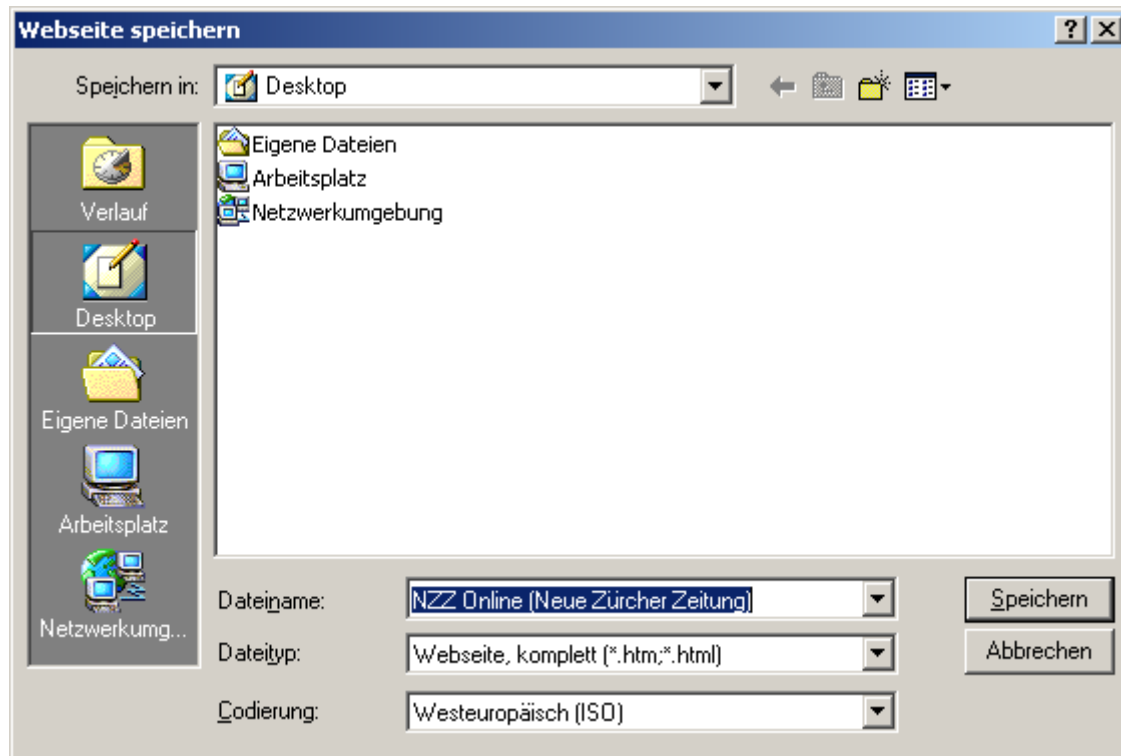 Webseite speichern
Speichern in:
Desktop
Verlauf
Desktop
Eigene Dateien
Arbeitsplatz
Netzwerkumg...
Eigene Dateien
Arbeitsplatz
Netzwerkumgebung
Dateiname:
NZZ Online (Neue Zürcher Zeitung)
Speichern
Dateityp:
Webseite, komplett (*.htm;*.html)
Abbrechen
Codierung:
Westeuropäisch (ISO)